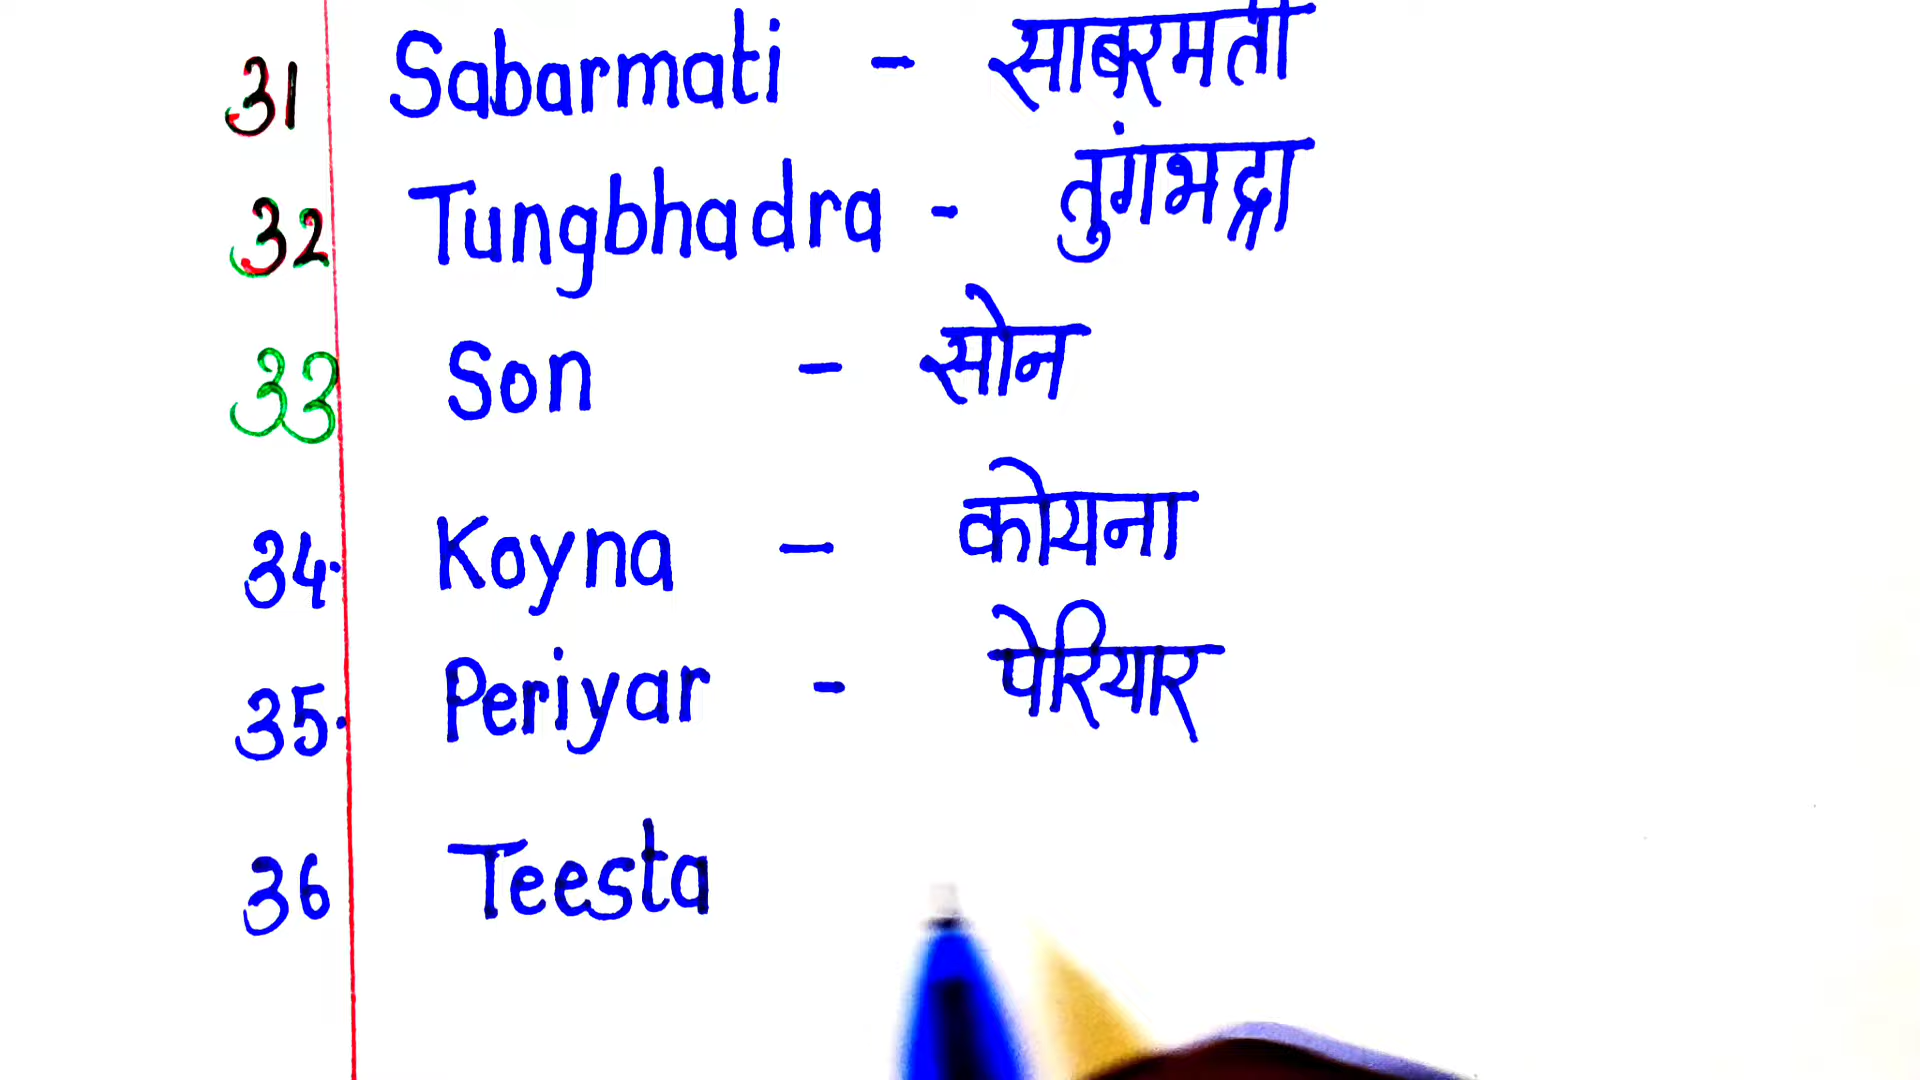 31 Sabarmati - साबरमती
32 Tungbhadra - तुंगभद्रा
33 Son - सोन
34. Koyna - कोयना
35. Periyar - पेरियार
36 Teesta